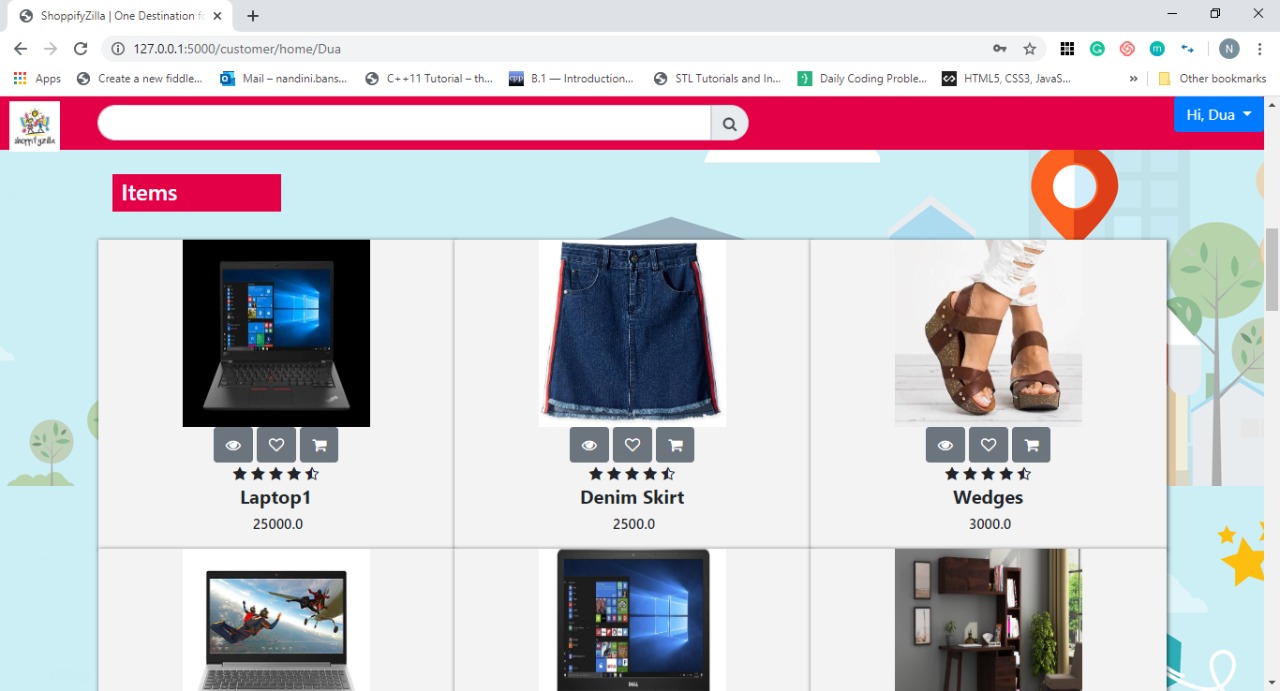 ShoppifyZilla | One Destination fo
127.0.0.1:5000/customer/home/Dua
N
Apps
Create a new fiddle...
Mail – nandini.bans...
C++11 Tutorial – th...
8.1 — Introduction...
STL Tutorials and In...
Daily Coding Proble...
HTML5, CSS3, JavaS...
»
Other bookmarks
shoppifyzilla
Hi, Dua
Items
Laptop1
25000.0
Denim Skirt
2500.0
Wedges
3000.0
DELL